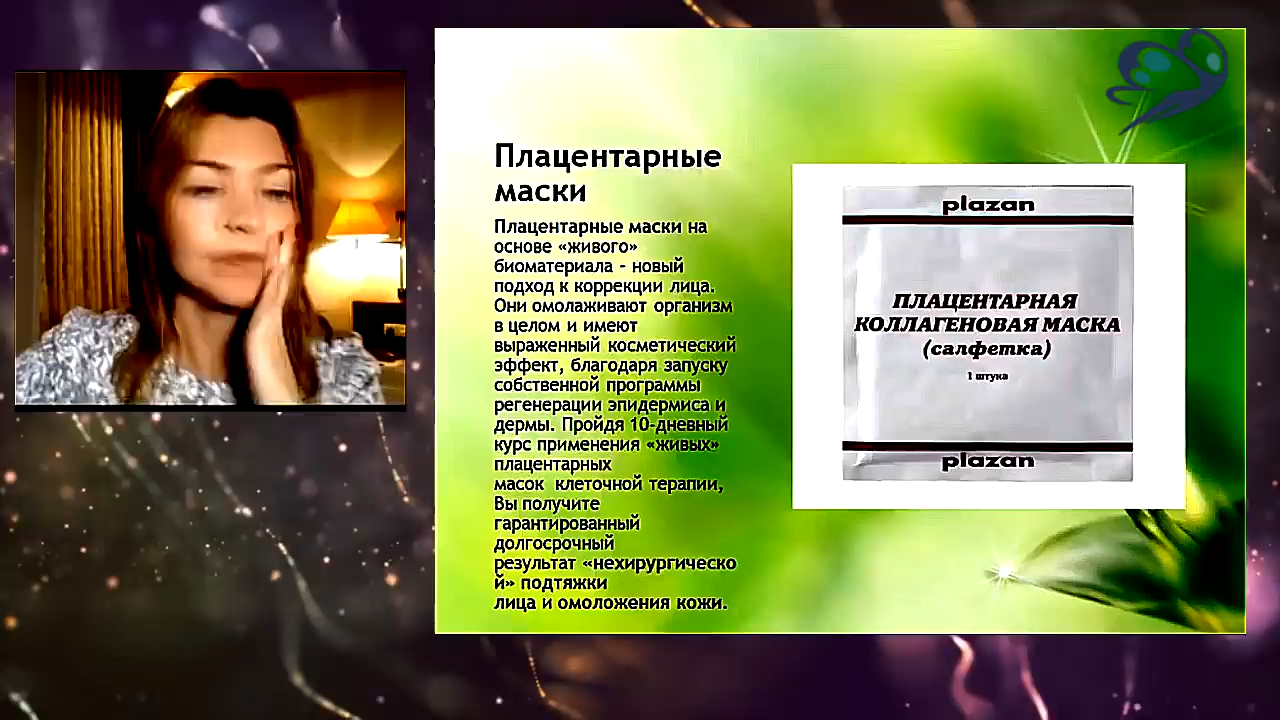 Плацентарные
маски
Плацентарные маски на
основе «живого»
биоматериала - новый
подход к коррекции лица.
Они омолаживают организм
в целом и имеют
выраженный косметический
эффект, благодаря запуску
собственной программы
регенерации эпидермиса и
дермы. Пройдя 10-дневный
курс применения «живых»
плацентарных
масок клеточной терапии,
Вы получите
гарантированный
долгосрочный
результат «нехирургическо
й» подтяжки
лица и омоложения кожи.
plazan
ПЛАЦЕНТАРНАЯ
КОЛЛАГЕНОВАЯ МАСКА
(салфетка)
1 штука
plazan